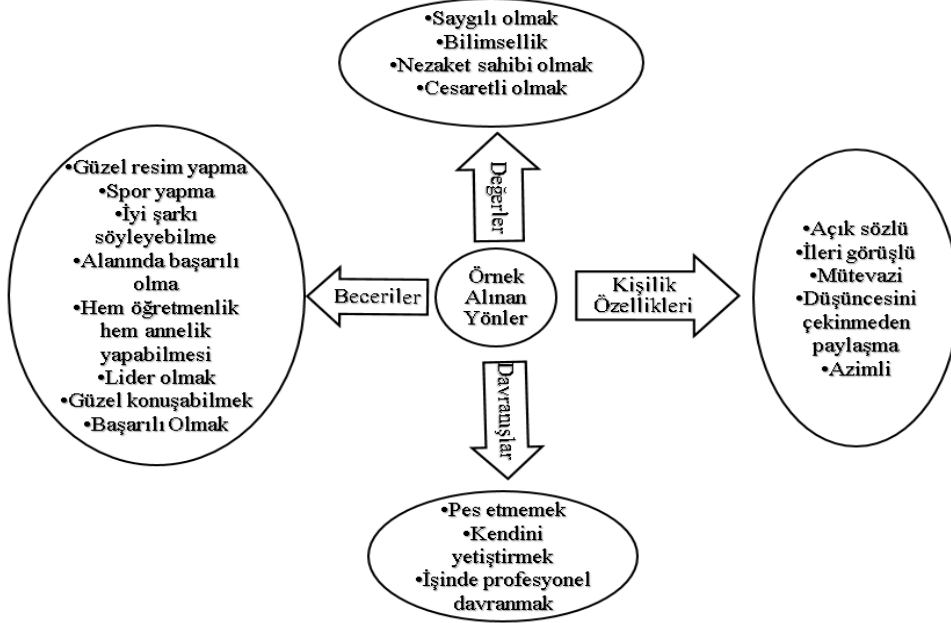 •Saygılı olmak
•Bilimsellik
•Nezaket sahibi olmak
•Cesaretli olmak
Değerler
•Güzel resim yapma
•Spor yapma
•İyi şarkı
söyleyebilme
•Alanında başarılı
olma
•Hem öğretmenlik
hem annelik
yapabilmesi
•Lider olmak
•Güzel konuşabilmek
•Başarılı Olmak
Beceriler
Örnek
Alınan
Yönler
Kişilik
Özellikleri
•Açık sözlü
•İleri görüşlü
•Mütevazi
•Düşüncesini
çekinmeden
paylaşma
•Azimli
Davranışlar
•Pes etmemek
•Kendini
yetiştirmek
•İşinde profesyonel
davranmak